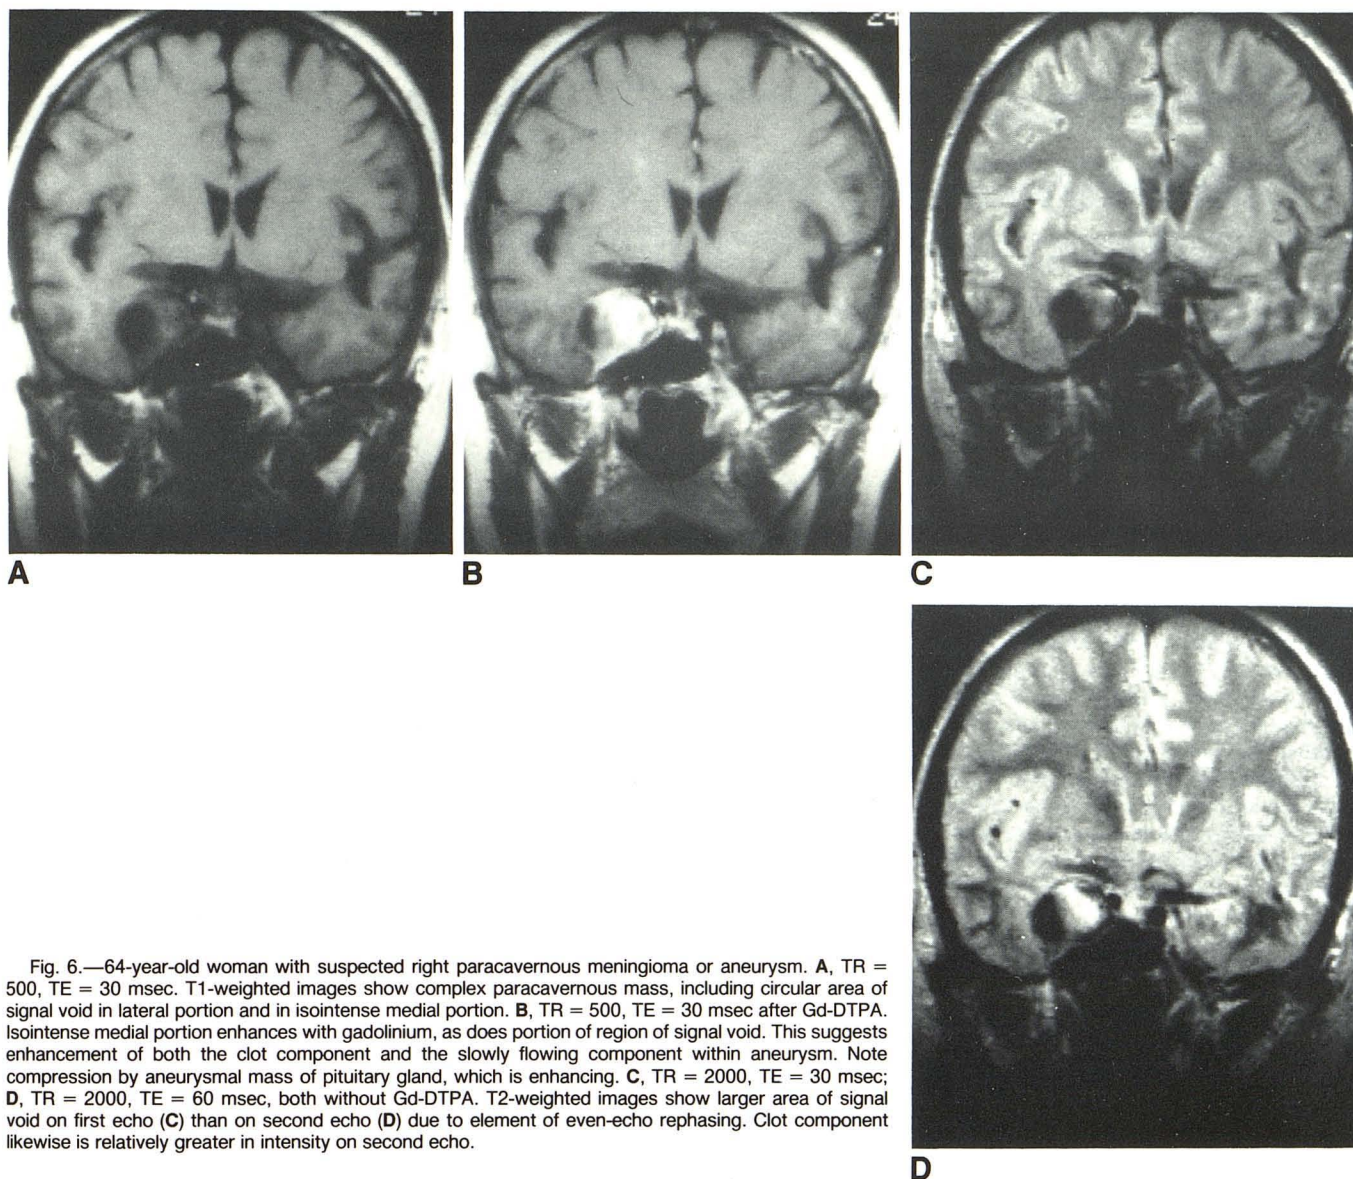 24
A
B
C
D
Fig. 6.—64-year-old woman with suspected right paracavernous meningioma or aneurysm. A, TR =
500, TE = 30 msec. T1-weighted images show complex paracavernous mass, including circular area of
signal void in lateral portion and in isointense medial portion. B, TR = 500, TE = 30 msec after Gd-DTPA.
Isointense medial portion enhances with gadolinium, as does portion of region of signal void. This suggests
enhancement of both the clot component and the slowly flowing component within aneurysm. Note
compression by aneurysmal mass of pituitary gland, which is enhancing. C, TR = 2000, TE = 30 msec;
D, TR = 2000, TE = 60 msec, both without Gd-DTPA. T2-weighted images show larger area of signal
void on first echo (C) than on second echo (D) due to element of even-echo rephasing. Clot component
likewise is relatively greater in intensity on second echo.